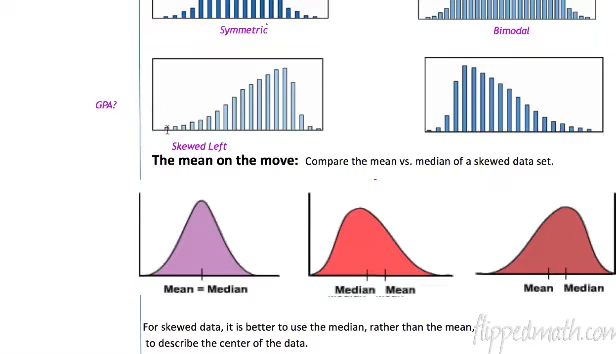 Symmetric
Bimodal
GPA?
Skewed Left
The mean on the move: Compare the mean vs. median of a skewed data set.
Mean = Median
Median Mean
Mean Median
For skewed data, it is better to use the median, rather than the mean,
to describe the center of the data.
flippedmath.com